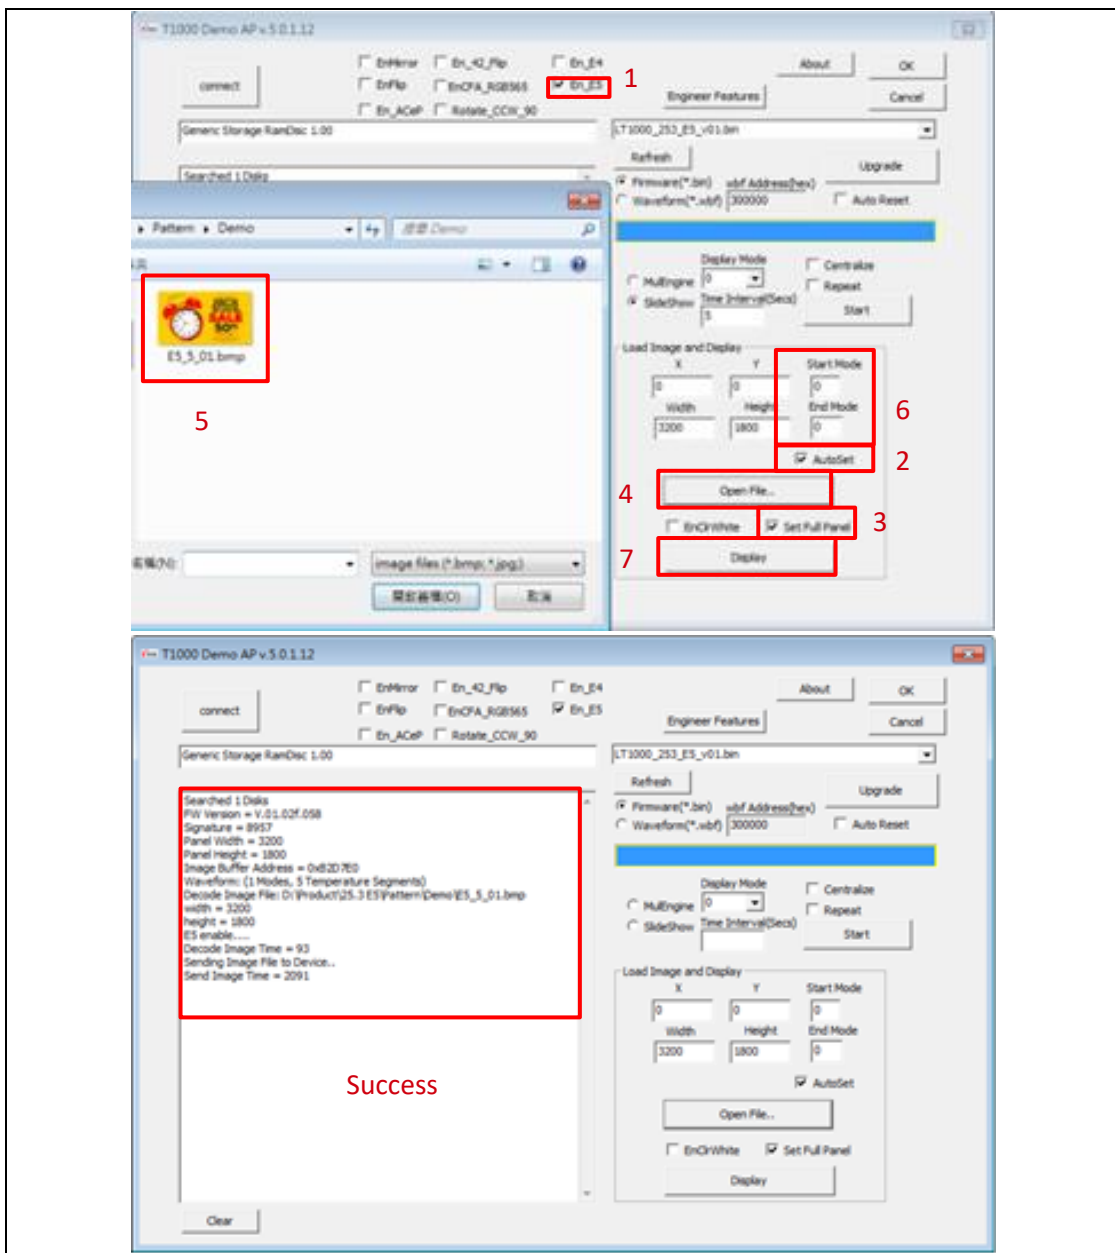 T1000 Demo AP v.5.0.1.12
EnMirror En_42_Flip En_E4
connect EnFlip EnCFA_RGB565 En_E5 1
En_ACeP Rotate_CCW_90
About OK
Engineer Features Cancel
Generic Storage RamDisc 1.00
LT1000_253_E5_v01.bin
Searched 1 Disks
Refresh Upgrade
Firmware(*.bin) wbf Address(hex)
Waveform(*.wbf) 300000 Auto Reset
Pattern Demo
Demo
SALE
E5_5_01.bmp
5
Display Mode Centralize
MulEngine 0 Repeat
SlideShow Time Interval(Secs) Start
5
Load Image and Display
X Y Start Mode
0 0 0
Width Height End Mode 6
3200 1800 0
AutoSet 2
4 Open File..
EnClrWhite Set Full Panel 3
7 Display
(N):
image files (*.bmp; *.jpg;)
(O) 取消
T1000 Demo AP v.5.0.1.12
EnMirror En_42_Flip En_E4
connect EnFlip EnCFA_RGB565 En_E5
En_ACeP Rotate_CCW_90
About OK
Engineer Features Cancel
Generic Storage RamDisc 1.00
LT1000_253_E5_v01.bin
Refresh Upgrade
Firmware(*.bin) wbf Address(hex)
Waveform(*.wbf) 300000 Auto Reset
Searched 1 Disks
FW Version = V.01.02f.058
Signature = 8957
Panel Width = 3200
Panel Height = 1800
Image Buffer Address = 0x82D7E0
Waveform: (1 Modes, 5 Temperature Segments)
Decode Image File: D:\Product\25.3 E5\Pattern\Demo\E5_5_01.bmp
width = 3200
height = 1800
E5 enable.....
Decode Image Time = 93
Sending Image File to Device..
Send Image Time = 2091
Success
Display Mode Centralize
MulEngine 0 Repeat
SlideShow Time Interval(Secs) Start
Load Image and Display
X Y Start Mode
0 0 0
Width Height End Mode
3200 1800 0
AutoSet
Open File..
EnClrWhite Set Full Panel
Display
Clear